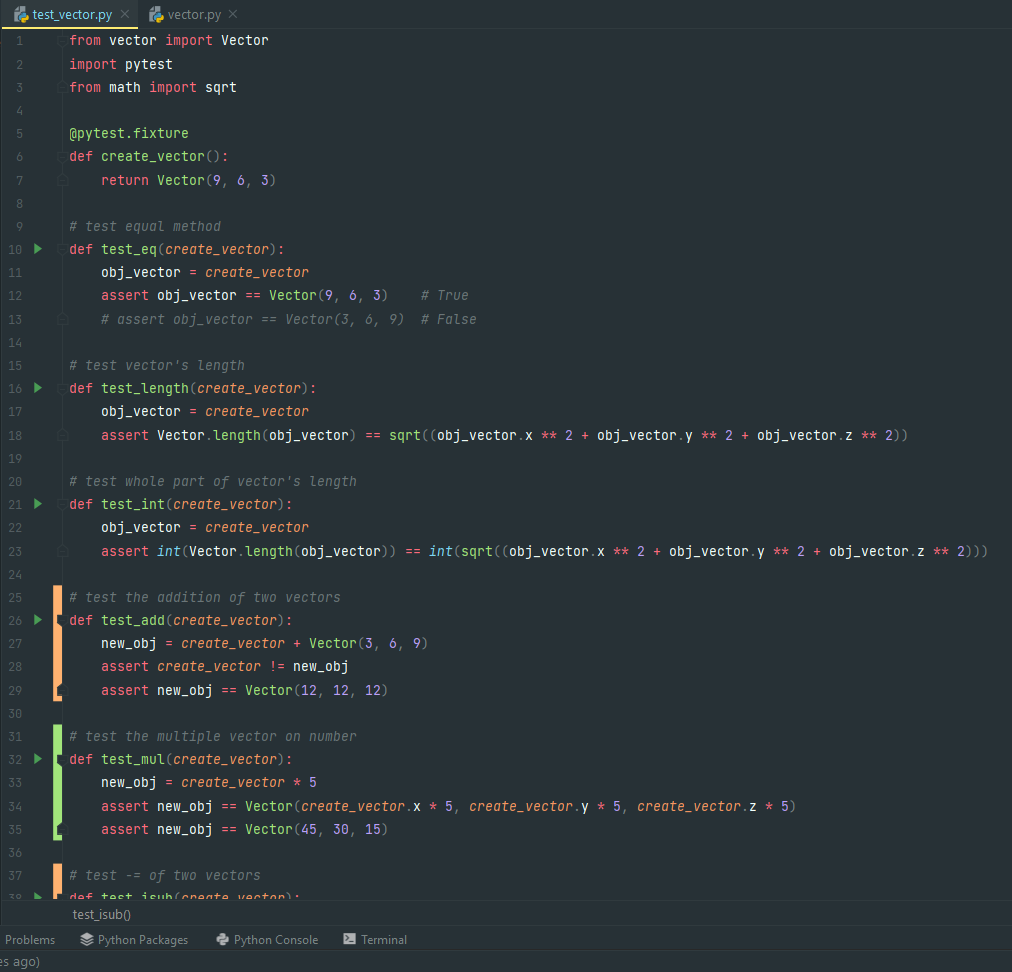 test_vector.py vector.py
1 from vector import Vector
2 import pytest
3 from math import sqrt
4
5 @pytest.fixture
6 def create_vector():
7     return Vector(9, 6, 3)
8
9 # test equal method
10 def test_eq(create_vector):
11     obj_vector = create_vector
12     assert obj_vector == Vector(9, 6, 3)    # True
13     # assert obj_vector == Vector(3, 6, 9)  # False
14
15 # test vector's length
16 def test_length(create_vector):
17     obj_vector = create_vector
18     assert Vector.length(obj_vector) == sqrt((obj_vector.x ** 2 + obj_vector.y ** 2 + obj_vector.z ** 2))
19
20 # test whole part of vector's length
21 def test_int(create_vector):
22     obj_vector = create_vector
23     assert int(Vector.length(obj_vector)) == int(sqrt((obj_vector.x ** 2 + obj_vector.y ** 2 + obj_vector.z ** 2)))
24
25 # test the addition of two vectors
26 def test_add(create_vector):
27     new_obj = create_vector + Vector(3, 6, 9)
28     assert create_vector != new_obj
29     assert new_obj == Vector(12, 12, 12)
30
31 # test the multiple vector on number
32 def test_mul(create_vector):
33     new_obj = create_vector * 5
34     assert new_obj == Vector(create_vector.x * 5, create_vector.y * 5, create_vector.z * 5)
35     assert new_obj == Vector(45, 30, 15)
36
37 # test -= of two vectors
38 def test_isub(create_vector):
test_isub()
Problems Python Packages Python Console Terminal
es ago)